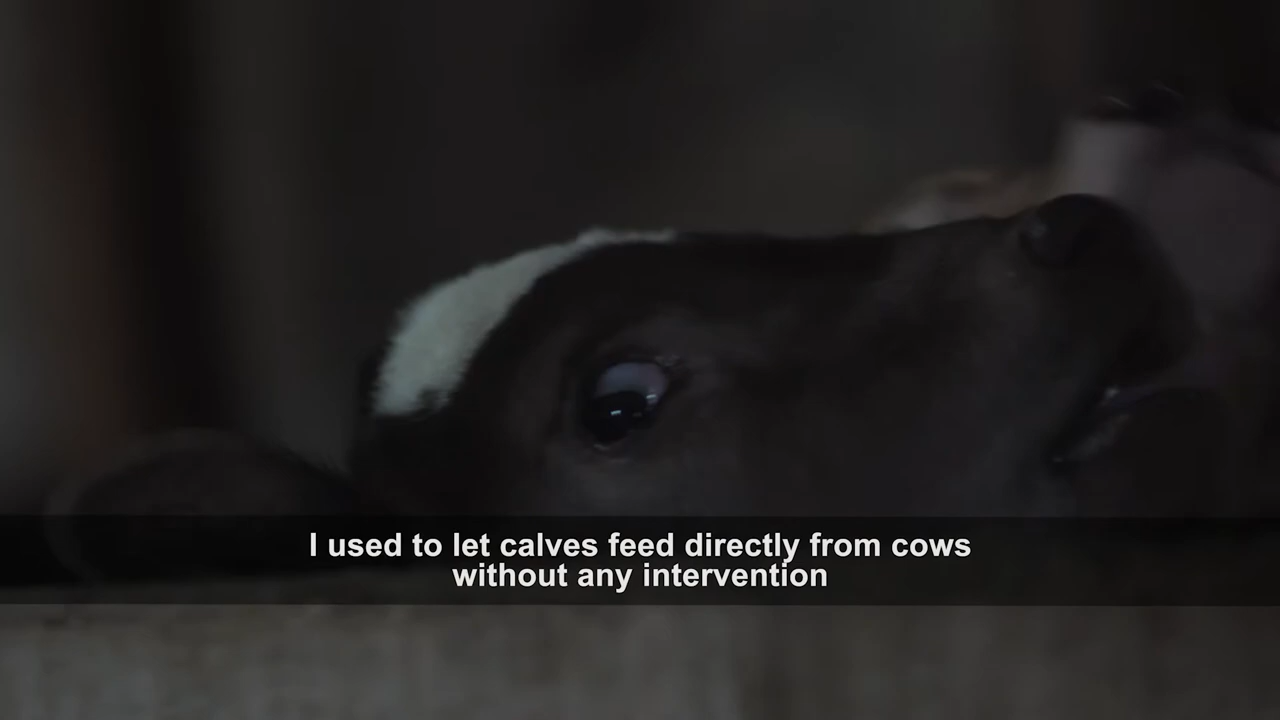 I used to let calves feed directly from cows
without any intervention